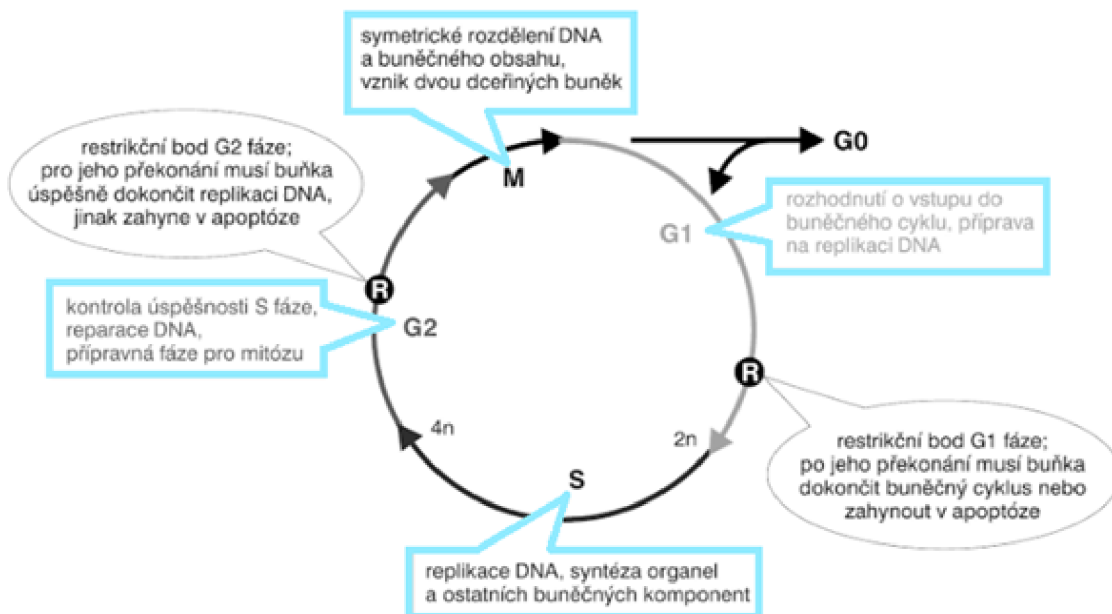 symetrické rozdělení DNA
a buněčného obsahu,
vznik dvou dceřiných buněk
restrikční bod G2 fáze;
pro jeho překonání musí buňka
úspěšně dokončit replikaci DNA,
jinak zahyne v apoptóze
M
G0
G1
rozhodnutí o vstupu do
buněčného cyklu, příprava
na replikaci DNA
R
kontrola úspěšnosti S fáze,
reparace DNA,
přípravná fáze pro mitózu
G2
R
4n
2n
S
restrikční bod G1 fáze;
po jeho překonání musí buňka
dokončit buněčný cyklus nebo
zahynout v apoptóze
replikace DNA, syntéza organel
a ostatních buněčných komponent